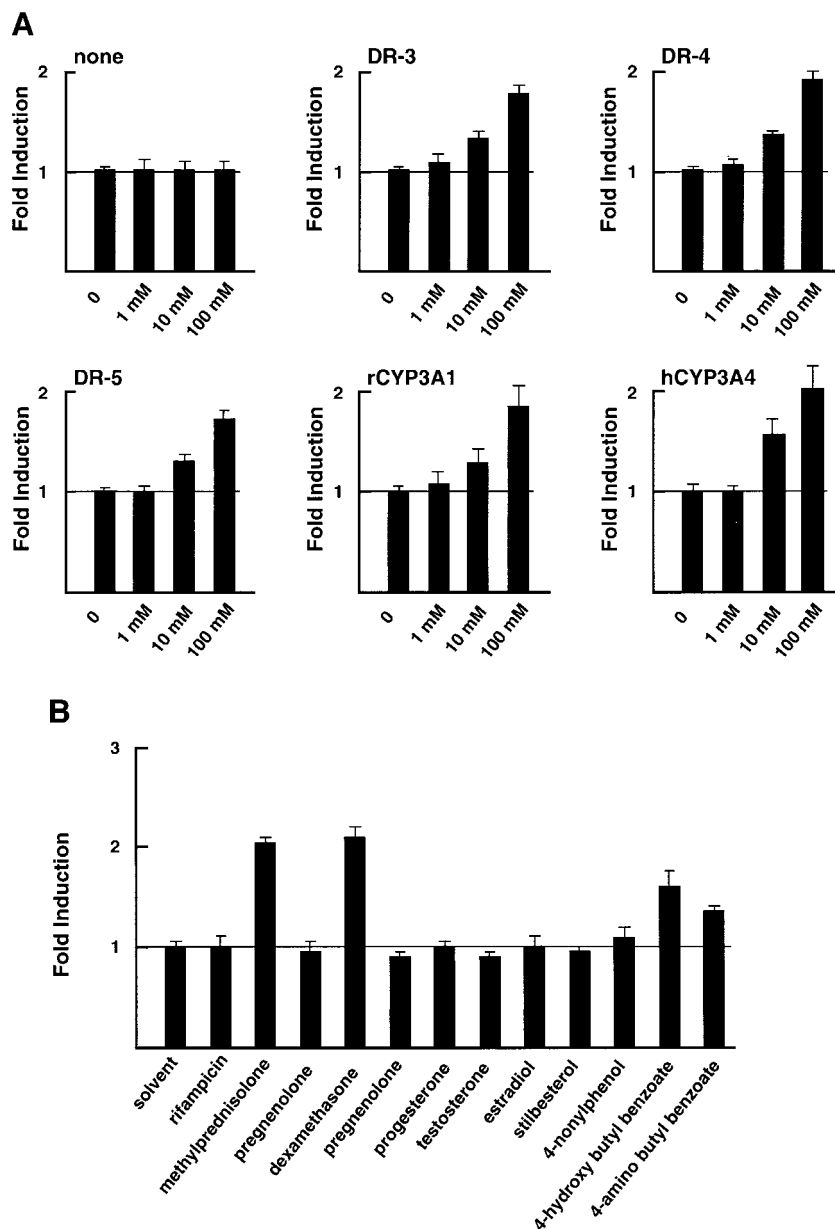 A
none
2
1
Fold Induction
0
1 mM
10 mM
100 mM
DR-3
2
1
Fold Induction
0
1 mM
10 mM
100 mM
DR-4
2
1
Fold Induction
0
1 mM
10 mM
100 mM
DR-5
2
1
Fold Induction
0
1 mM
10 mM
100 mM
rCYP3A1
2
1
Fold Induction
0
1 mM
10 mM
100 mM
hCYP3A4
2
1
Fold Induction
0
1 mM
10 mM
100 mM
B
3
2
1
Fold Induction
solvent
rifampicin
methylprednisolone
pregnenolone
dexamethasone
pregnenolone
progesterone
testosterone
estradiol
stilbesterol
4-nonylphenol
4-hydroxy butyl benzoate
4-amino butyl benzoate